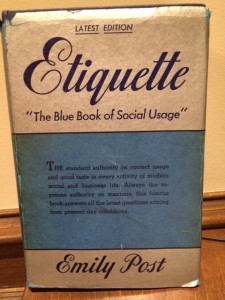 LATEST EDITION
Etiquette
"The Blue Book of Social Usage"
THE standard authority on correct usage
and good taste in every activity of modern
social and business life. Always the su-
preme authority on manners, this famous
book answers all the latest questions arising
from present day conditions.
Emily Post